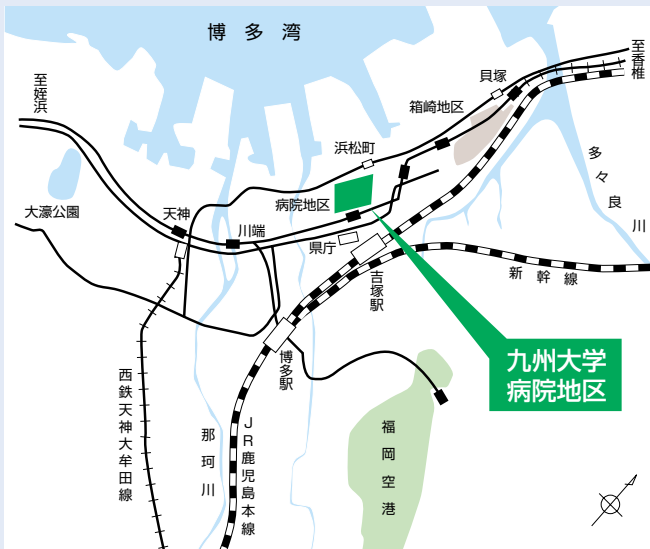 博多湾
至香椎
貝塚
至姪浜
箱崎地区
浜松町
多々良川
病院地区
大濠公園
天神
川端
県庁
新幹線
吉塚駅
九州大学
病院地区
博多駅
西鉄天神大牟田線
那珂川
JR鹿児島本線
福岡空港